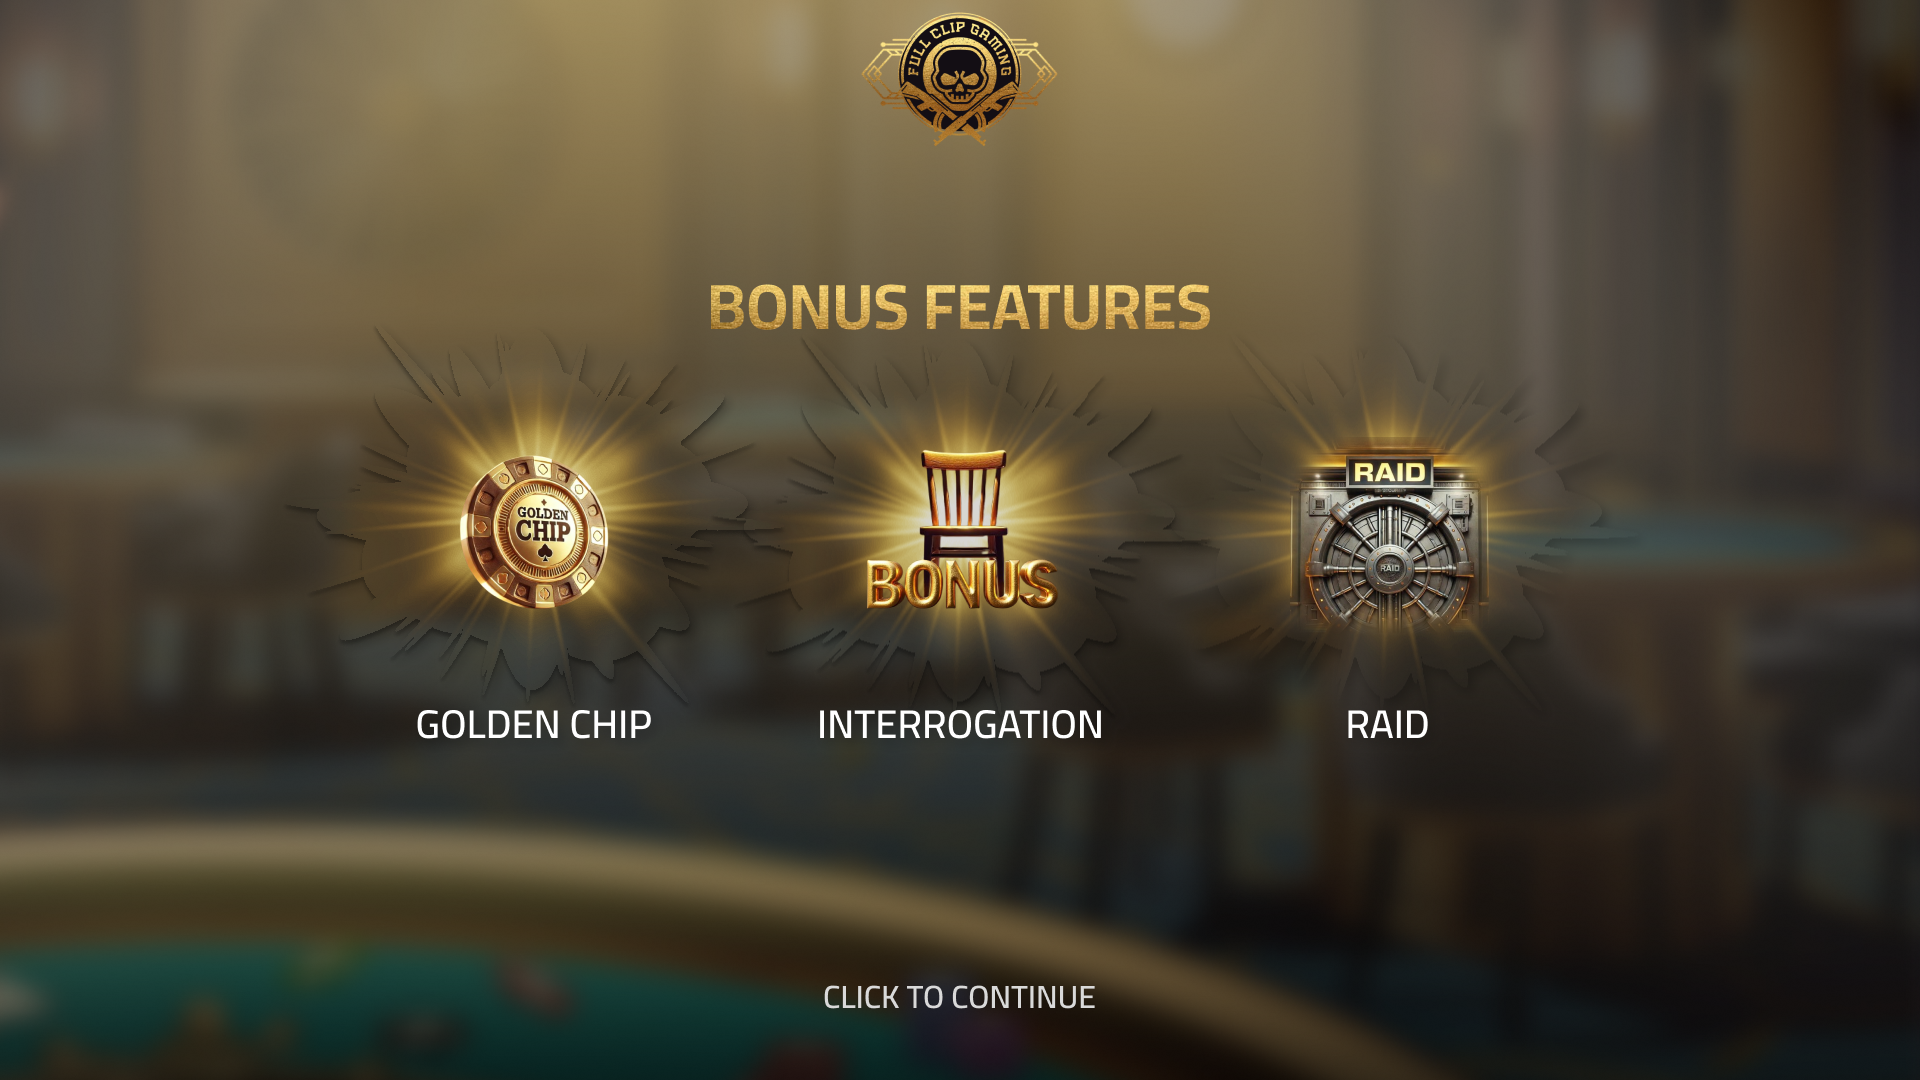 FULL CLIP GAMING
BONUS FEATURES
GOLDEN
CHIP
BONUS
RAID
RAID
GOLDEN CHIP
INTERROGATION
RAID
CLICK TO CONTINUE